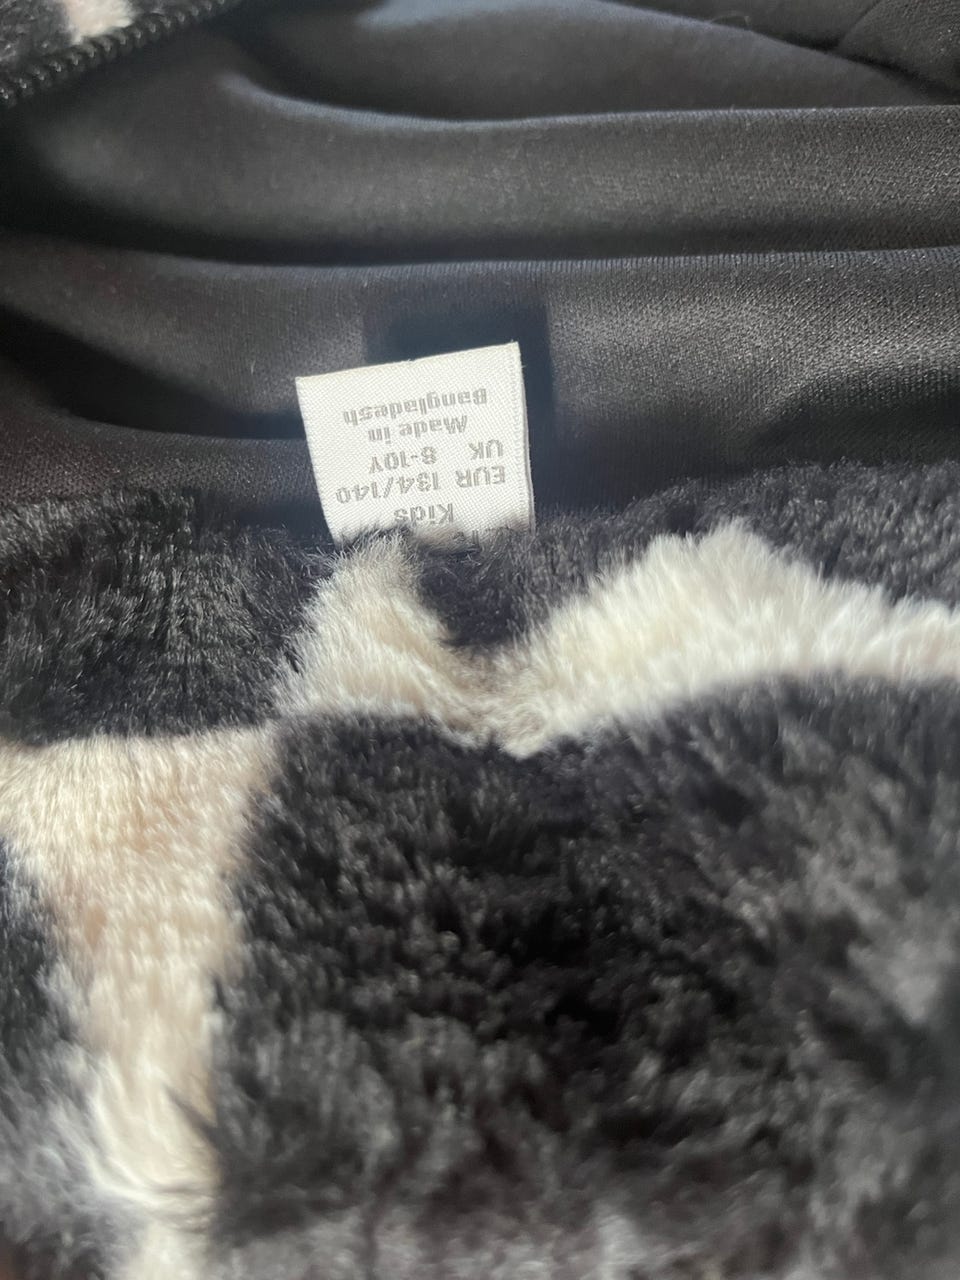 Kids
EUR 134/140
UK 8-10Y
Made in
Bangladesh